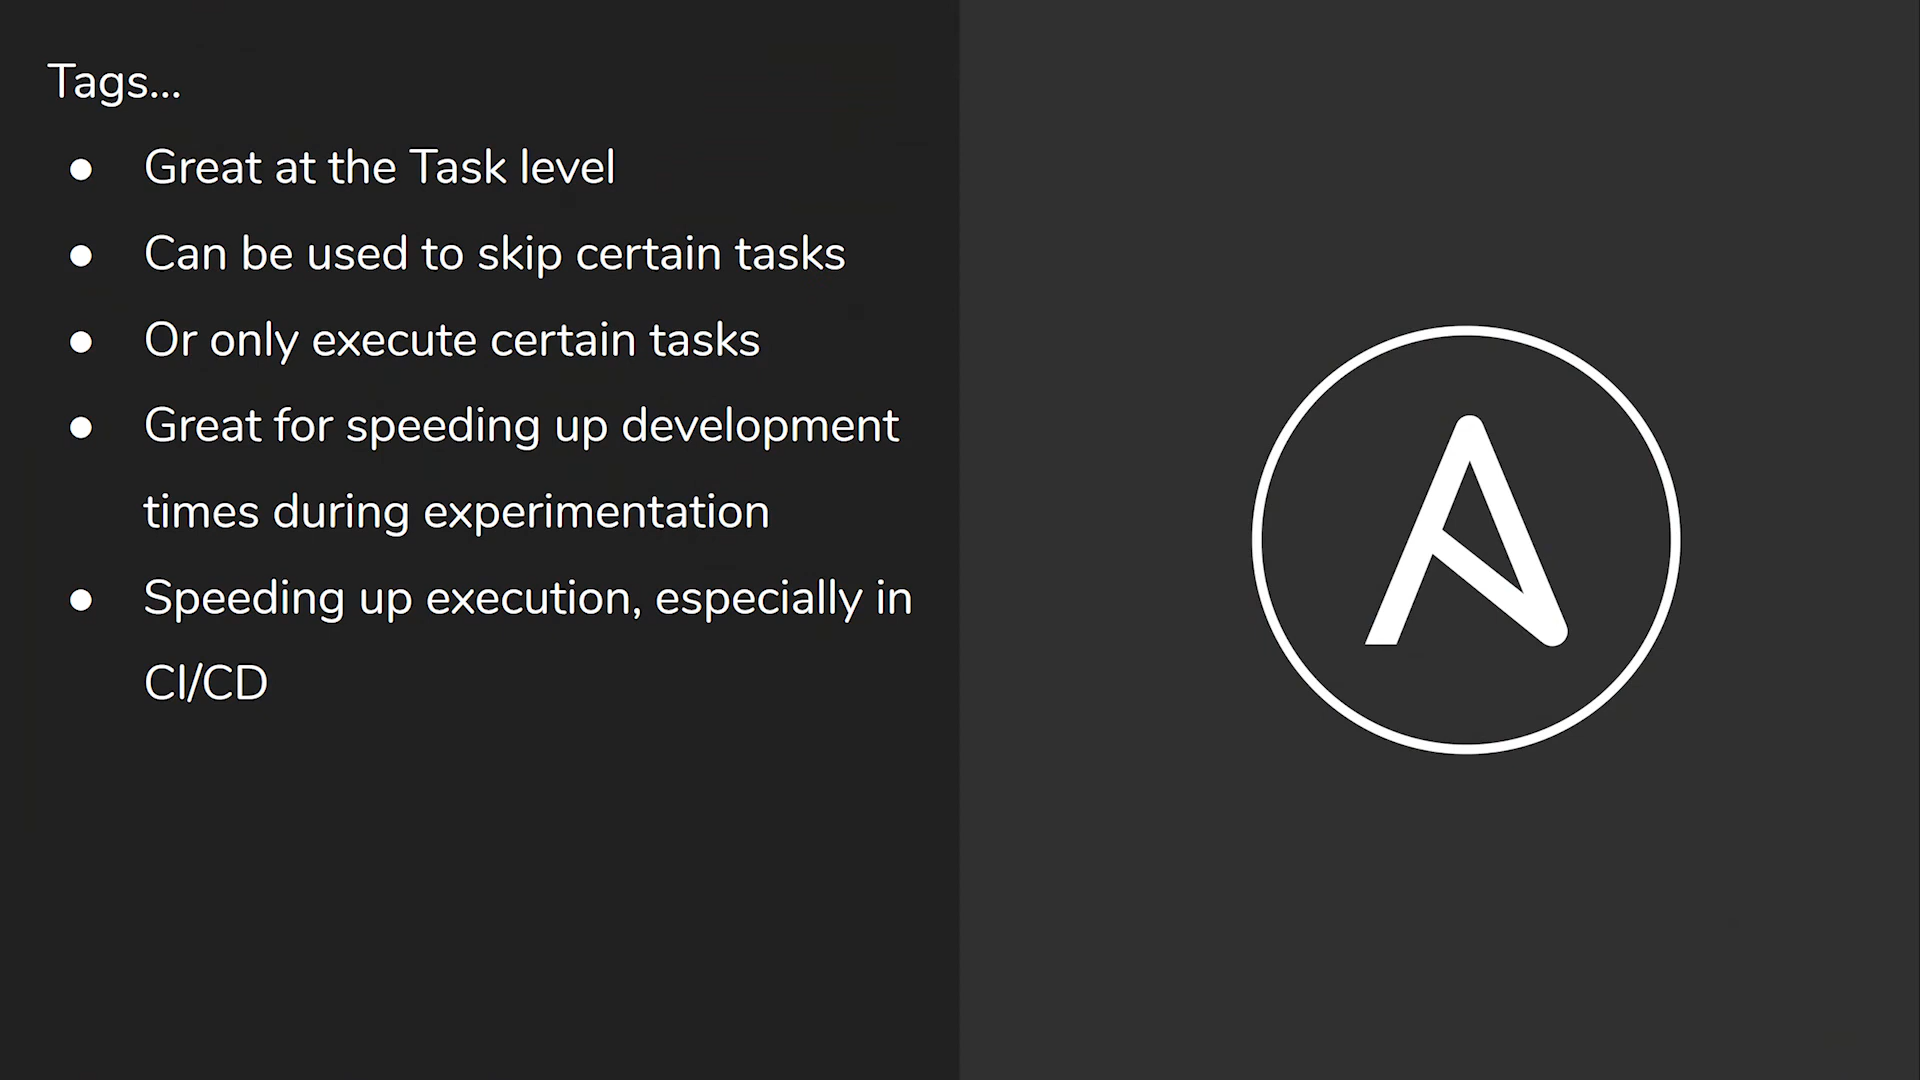 Tags...
● Great at the Task level
● Can be used to skip certain tasks
● Or only execute certain tasks
● Great for speeding up development
times during experimentation
● Speeding up execution, especially in
CI/CD